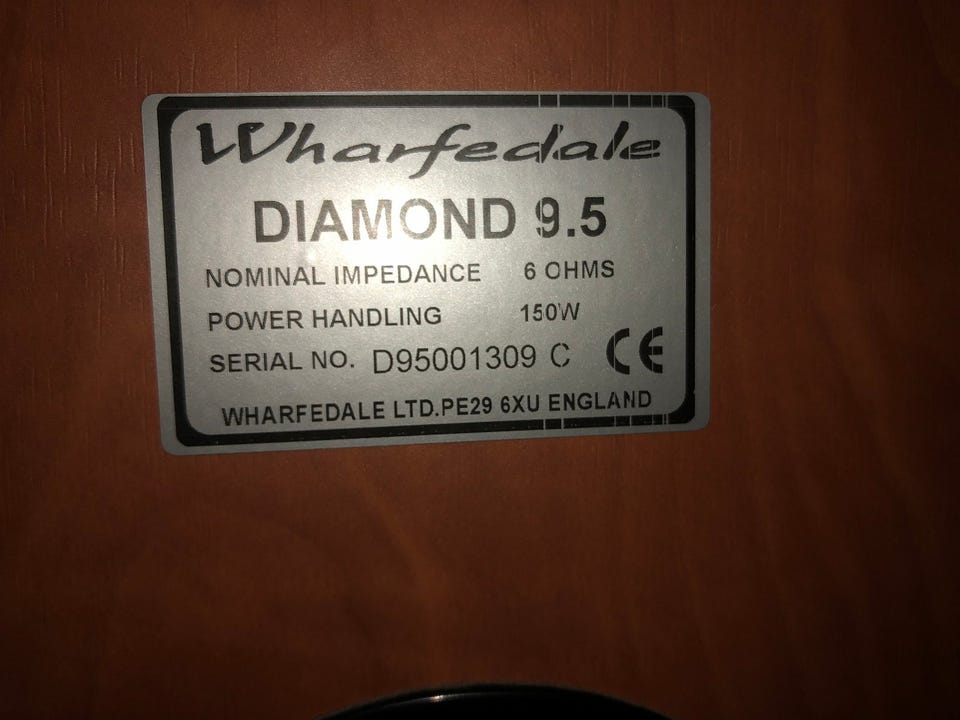 Wharfedale
DIAMOND 9.5
NOMINAL IMPEDANCE 6 OHMS
POWER HANDLING 150W
SERIAL NO. D95001309 C CE
WHARFEDALE LTD.PE29 6XU ENGLAND